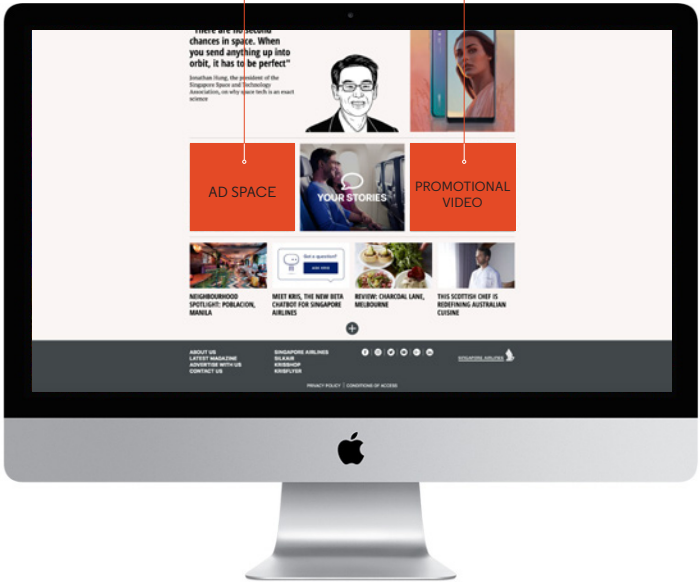 "There are no second
chances in space. When
you send anything up into
orbit, it has to be perfect"
Jonathan Hung, the president of the
Singapore Space and Technology
Association, on why space tech is an exact
science
AD SPACE
YOUR STORIES
PROMOTIONAL
VIDEO
Got a question?
NEIGHBOURHOOD
SPOTLIGHT: POBLACION,
MANILA
MEET KRIS, THE NEW BETA
CHATBOT FOR SINGAPORE
AIRLINES
REVIEW: CHARCOAL LANE,
MELBOURNE
THIS SCOTTISH CHEF IS
REDEFINING AUSTRALIAN
CUISINE
ABOUT US
LATEST MAGAZINE
ADVERTISE WITH US
CONTACT US
SINGAPORE AIRLINES
SILKAIR
KRISSHOP
KRISFLYER
SINGAPORE AIRLINES
PRIVACY POLICY | CONDITIONS OF ACCESS